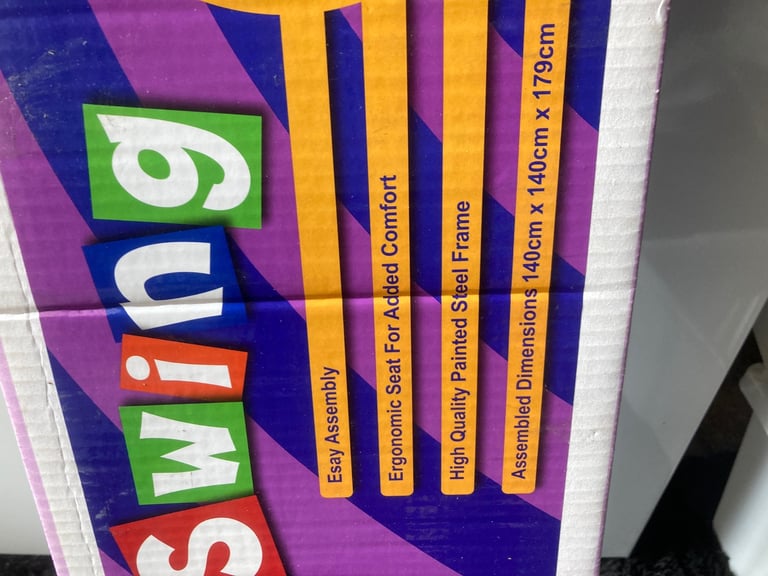 Swing
Esay Assembly
Ergonomic Seat For Added Comfort
High Quality Painted Steel Frame
Assembled Dimensions 140cm x 140cm x 179cm